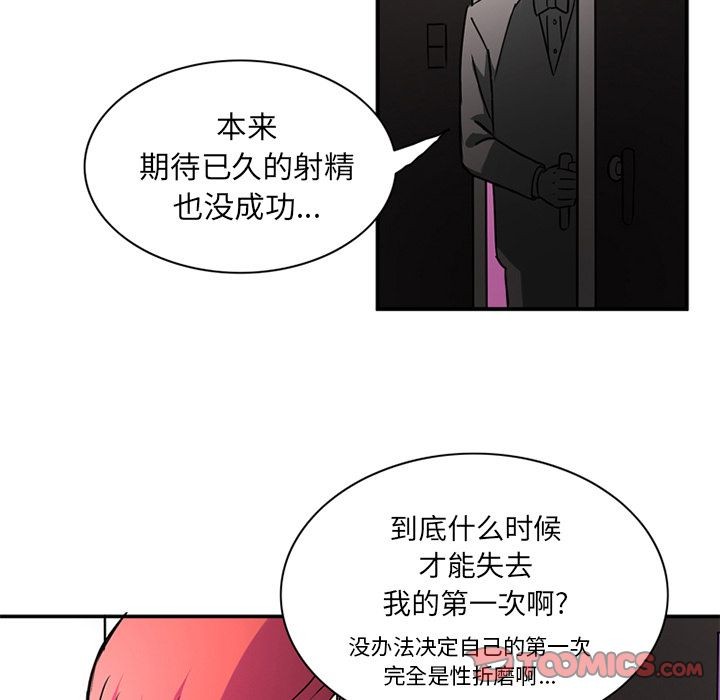 本来
期待已久的射精
也没成功...
到底什么时候
才能失去
我的第一次啊?
没办法决定自己的第一次
完全是性折磨啊...
TOOMICS.COM